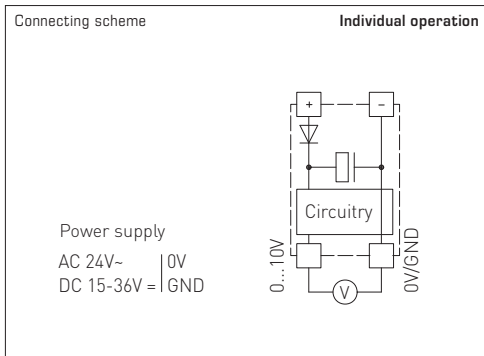 Connecting scheme
Individual operation
+
−
Circuitry
Power supply
AC 24V~ | 0V
DC 15-36V = | GND
0...10V
0V/GND
V